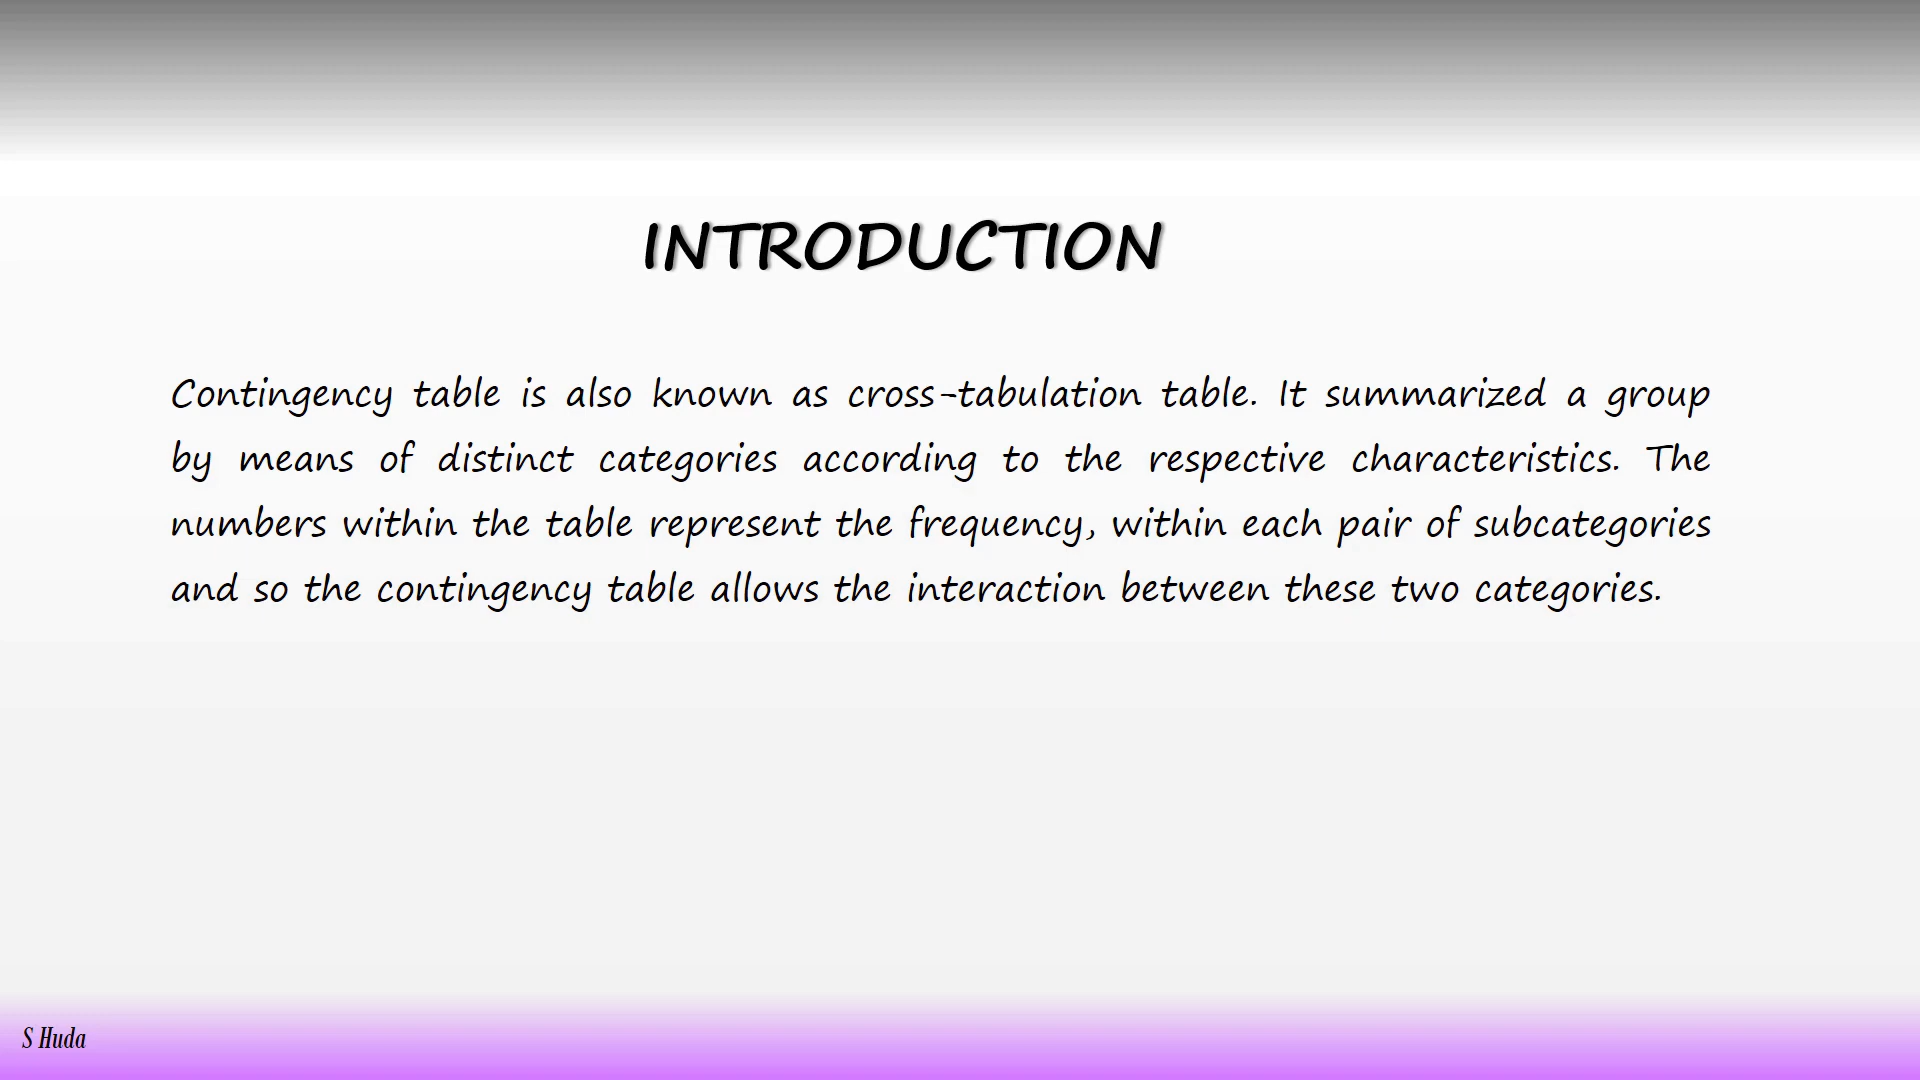 INTRODUCTION
Contingency table is also known as cross-tabulation table. It summarized a group
by means of distinct categories according to the respective characteristics. The
numbers within the table represent the frequency, within each pair of subcategories
and so the contingency table allows the interaction between these two categories.
S Huda